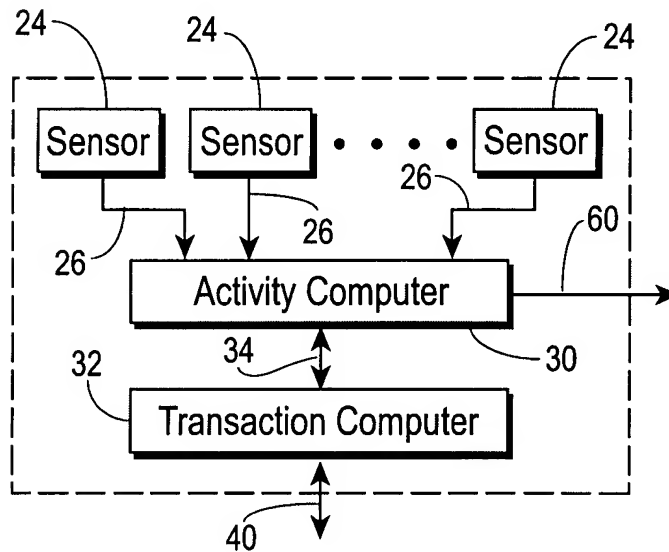 24 24 24
Sensor Sensor Sensor
26 26 26
60
Activity Computer
34 30
32
Transaction Computer
40